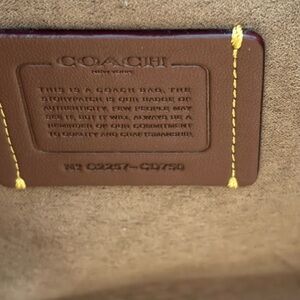 COACH
NEW YORK
THIS IS A COACH BAG. THE
STORYPATCH IS OUR BADGE OF
AUTHENTICITY. FEW PEOPLE MAY
SEE IT, BUT IT WILL ALWAYS BE A
REMINDER OF OUR COMMITMENT
TO QUALITY AND CRAFTSMANSHIP.
Nº C2257-CD750